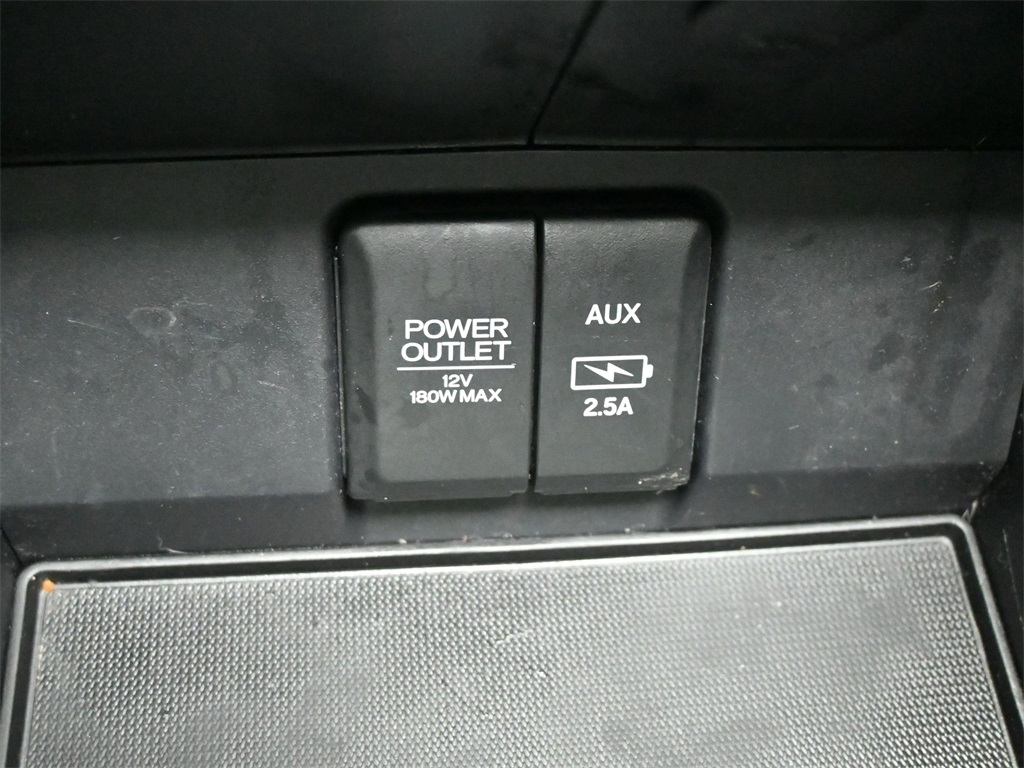 POWER
OUTLET
12V
180W MAX
AUX
2.5A